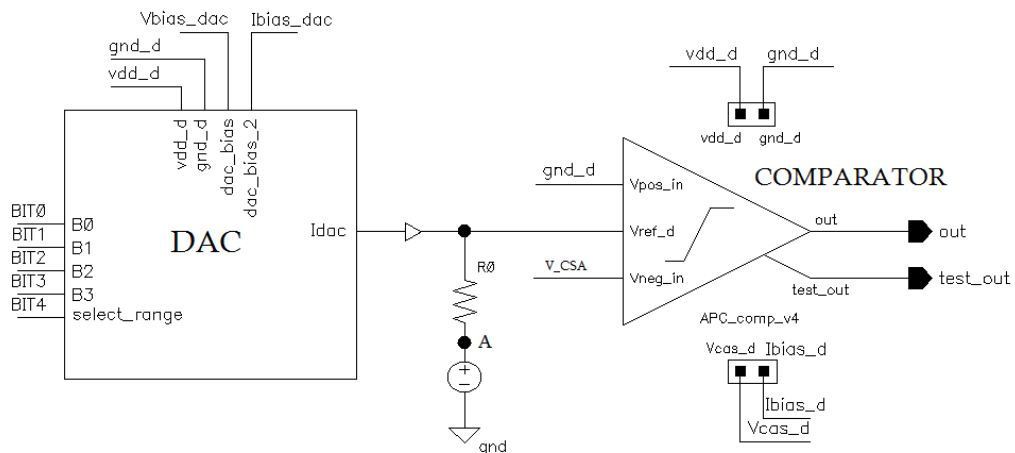 Vbias_dac
Ibias_dac
gnd_d
vdd_d
vdd_d
gnd_d
dac_bias
dac_bias_2
BIT0
BIT1
BIT2
BIT3
BIT4
B0
B1
B2
B3
select_range
DAC
Idac
R0
A
gnd
vdd_d
gnd_d
vdd_d
gnd_d
COMPARATOR
gnd_d
Vpos_in
Vref_d
V_CSA
Vneg_in
out
out
test_out
test_out
APC_comp_v4
Vcas_d
Ibias_d
Ibias_d
Vcas_d